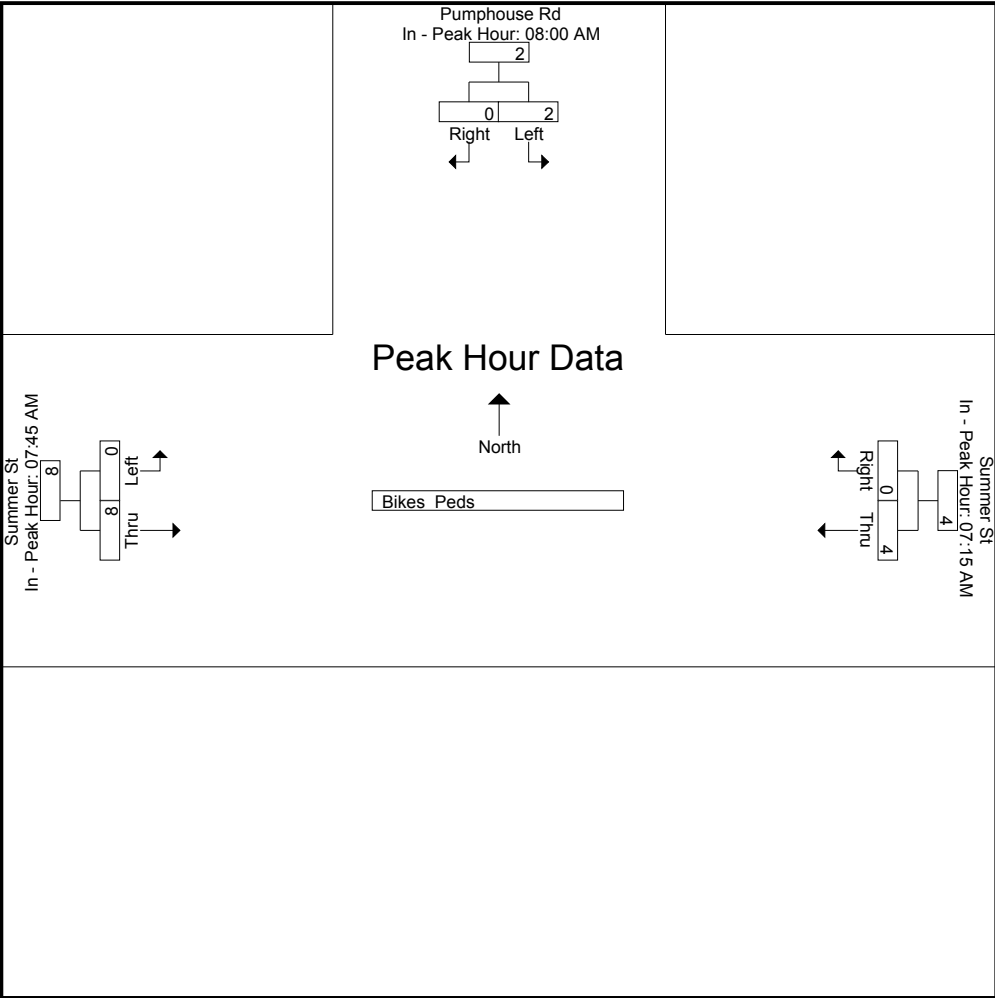 Pumphouse Rd
In - Peak Hour: 08:00 AM
2
0 2
Right Left
Peak Hour Data
North
Bikes Peds
Summer St
In - Peak Hour: 07:45 AM
8
0 8
Left Thru
Summer St
In - Peak Hour: 07:15 AM
4
0 4
Right Thru